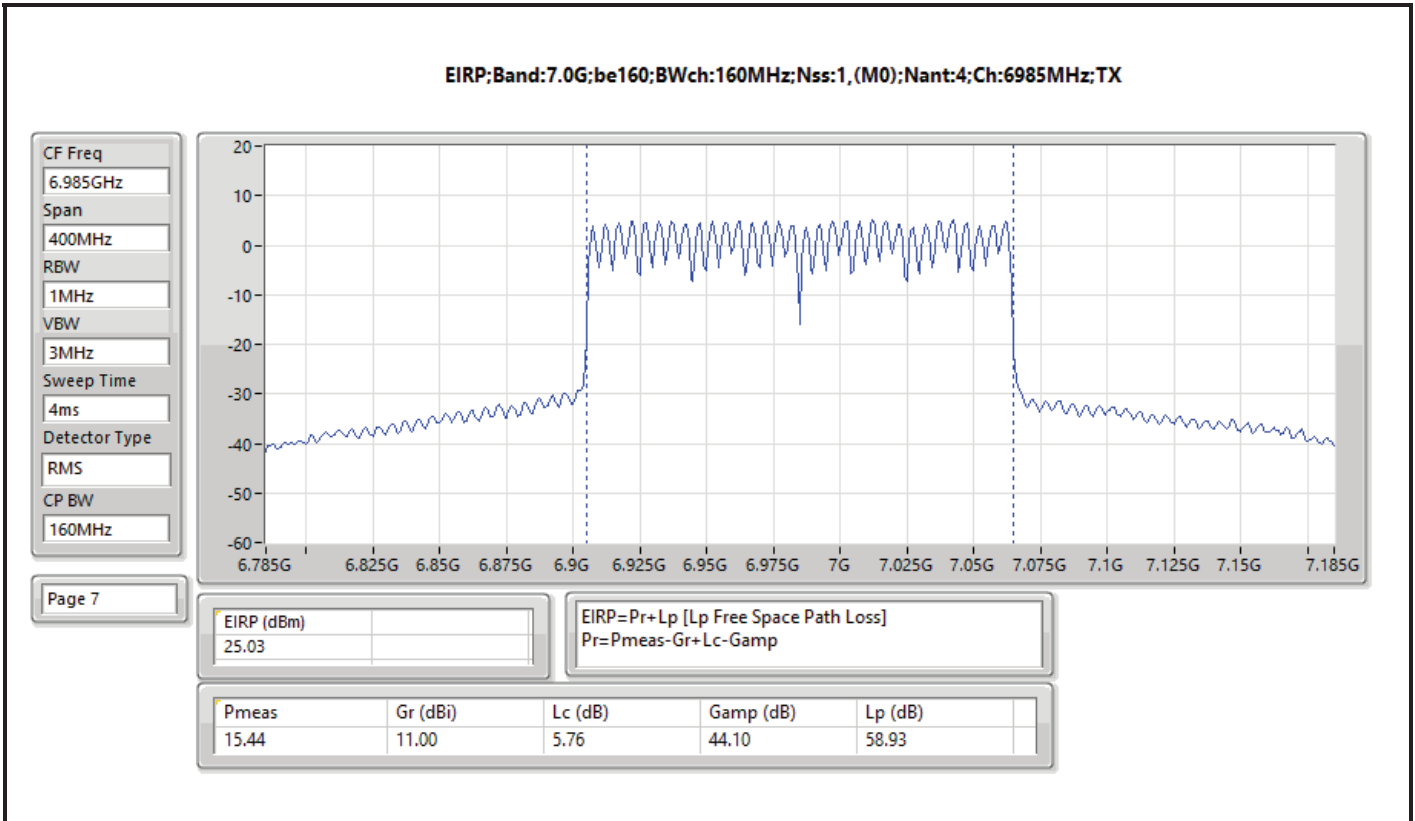 EIRP;Band:7.0G;be160;BWch:160MHz;Nss:1,(M0);Nant:4;Ch:6985MHz;TX
CF Freq
6.985GHz
Span
400MHz
RBW
1MHz
VBW
3MHz
Sweep Time
4ms
Detector Type
RMS
CP BW
160MHz
Page 7
20
10
0
-10
-20
-30
-40
-50
-60
6.785G 6.825G 6.85G 6.875G 6.9G 6.925G 6.95G 6.975G 7G 7.025G 7.05G 7.075G 7.1G 7.125G 7.15G 7.185G
EIRP (dBm)
25.03
EIRP=Pr+Lp [Lp Free Space Path Loss]
Pr=Pmeas-Gr+Lc-Gamp
Pmeas Gr (dBi) Lc (dB) Gamp (dB) Lp (dB)
15.44 11.00 5.76 44.10 58.93